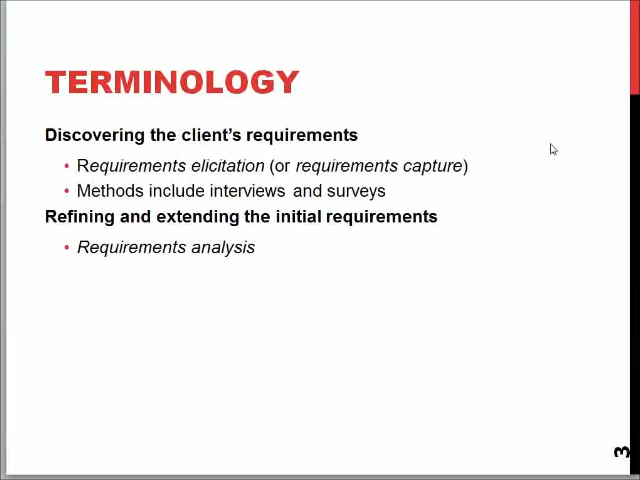 TERMINOLOGY
Discovering the client's requirements
• Requirements elicitation (or requirements capture)
• Methods include interviews and surveys
Refining and extending the initial requirements
• Requirements analysis
3